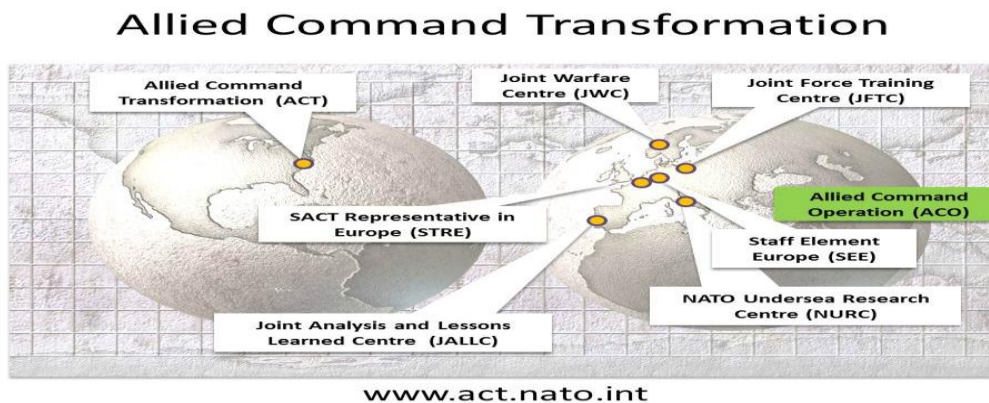 Allied Command Transformation
Allied Command
Transformation (ACT)
Joint Warfare
Centre (JWC)
Joint Force Training
Centre (JFTC)
Allied Command
Operation (ACO)
SACT Representative in
Europe (STRE)
Staff Element
Europe (SEE)
NATO Undersea Research
Centre (NURC)
Joint Analysis and Lessons
Learned Centre (JALLC)
www.act.nato.int